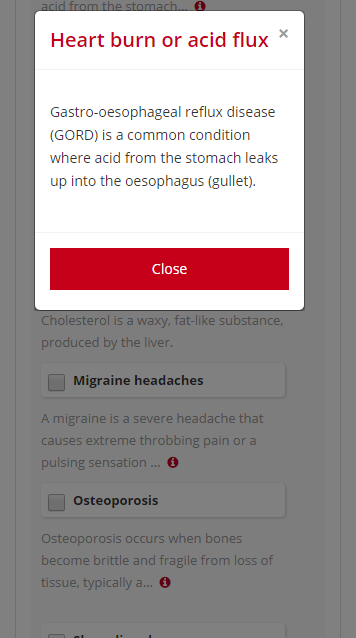 acid from the stomach...
Heart burn or acid flux ×
Gastro-oesophageal reflux disease
(GORD) is a common condition
where acid from the stomach leaks
up into the oesophagus (gullet).
Close
Cholesterol is a waxy, fat-like substance,
produced by the liver.
Migraine headaches
A migraine is a severe headache that
causes extreme throbbing pain or a
pulsing sensation ...
Osteoporosis
Osteoporosis occurs when bones
become brittle and fragile from loss of
tissue, typically a...